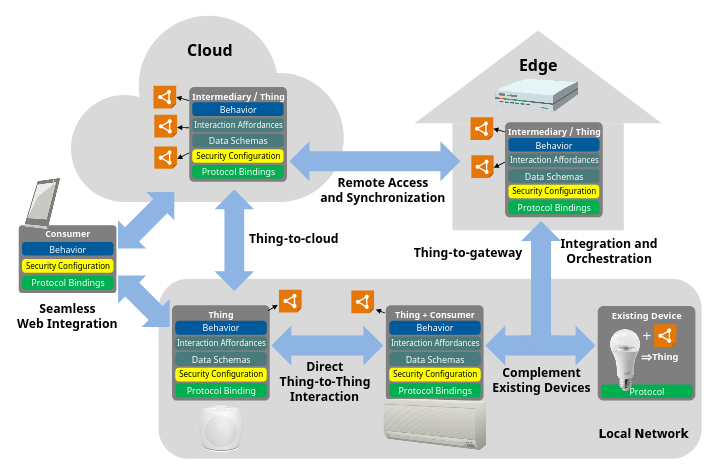 Cloud
Intermediary / Thing
Behavior
Interaction Affordances
Data Schemas
Security Configuration
Protocol Bindings
Edge
Intermediary / Thing
Behavior
Interaction Affordances
Data Schemas
Security Configuration
Protocol Bindings
Remote Access
and Synchronization
Consumer
Behavior
Security Configuration
Protocol Bindings
Seamless
Web Integration
Thing-to-cloud
Thing-to-gateway
Integration and
Orchestration
Thing
Behavior
Interaction Affordances
Data Schemas
Security Configuration
Protocol Binding
Direct
Thing-to-Thing
Interaction
Thing + Consumer
Behavior
Interaction Affordances
Data Schemas
Security Configuration
Protocol Bindings
Complement
Existing Devices
Existing Device
+
⇒Thing
Protocol
Local Network